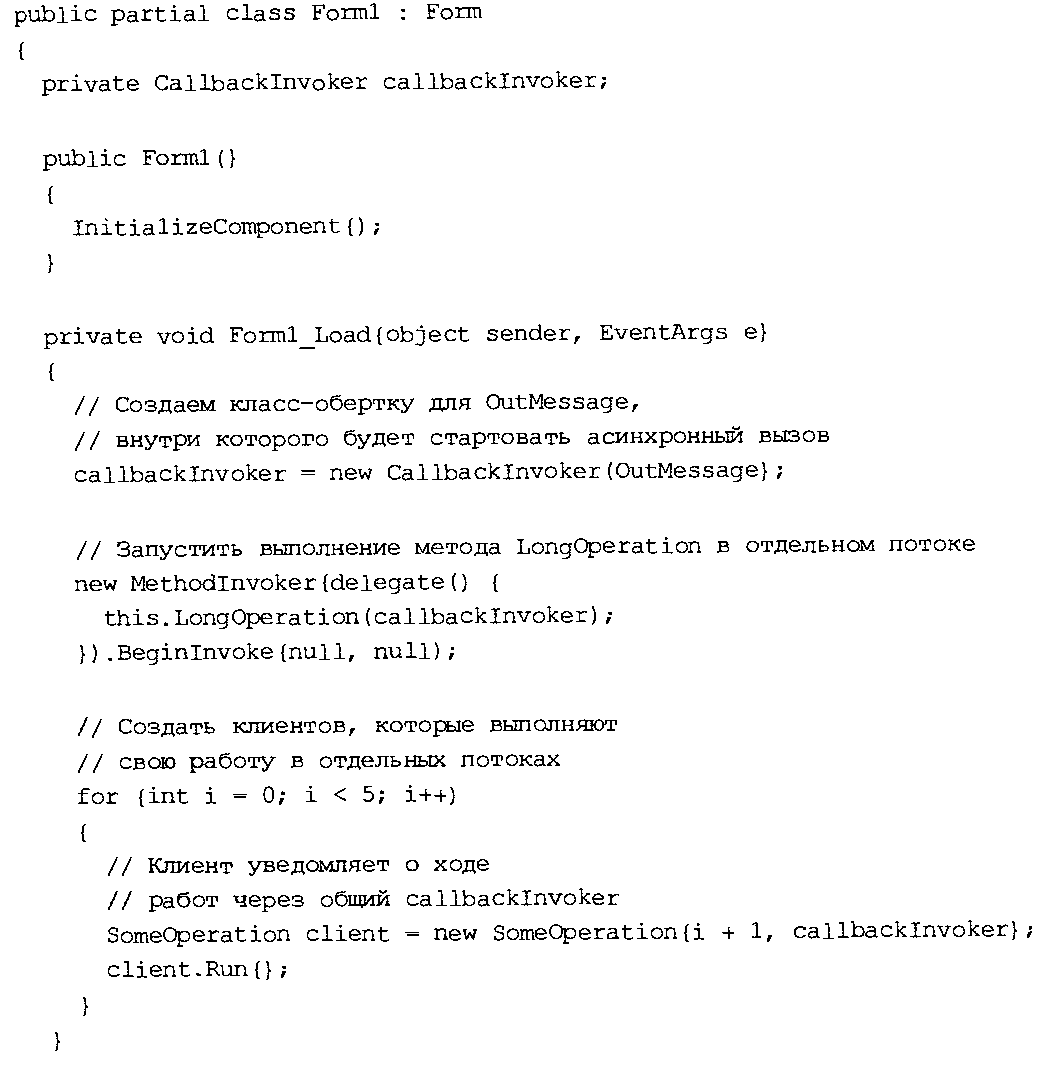 public partial class Form1 : Form
{
private CallbackInvoker callbackInvoker;
public Form1()
{
InitializeComponent();
}
private void Form1_Load(object sender, EventArgs e)
{
// Создаем класс-обертку для OutMessage,
// внутри которого будет стартовать асинхронный вызов
callbackInvoker = new CallbackInvoker(OutMessage);
// Запустить выполнение метода LongOperation в отдельном потоке
new MethodInvoker(delegate() {
this.LongOperation(callbackInvoker);
}).BeginInvoke(null, null);
// Создать клиентов, которые выполняют
// свою работу в отдельных потоках
for (int i = 0; i < 5; i++)
{
// Клиент уведомляет о ходе
// работ через общий callbackInvoker
SomeOperation client = new SomeOperation(i + 1, callbackInvoker);
client.Run();
}
}